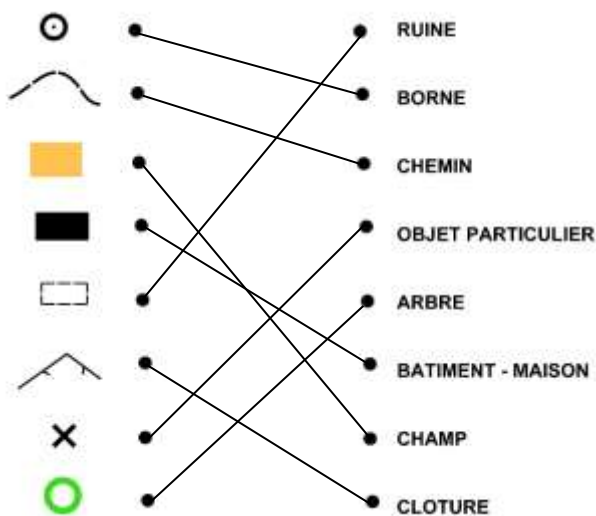 RUINE
BORNE
CHEMIN
OBJET PARTICULIER
ARBRE
BATIMENT - MAISON
CHAMP
CLOTURE